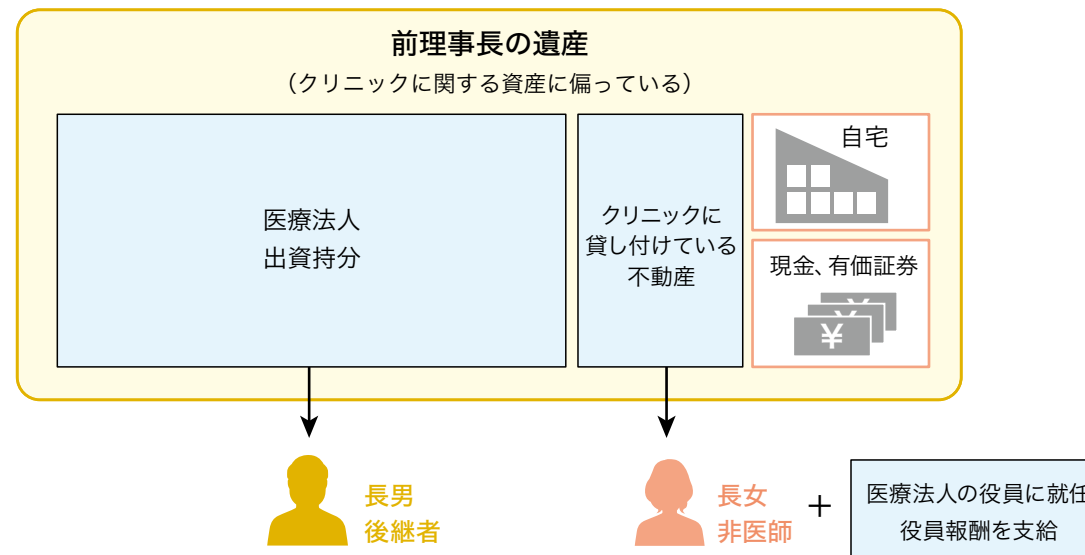 前理事長の遺産
（クリニックに関する資産に偏っている）
医療法人
出資持分
クリニックに
貸し付けている
不動産
自宅
現金、有価証券
¥
¥
¥
長男
後継者
長女
非医師
+
医療法人の役員に就任
役員報酬を支給